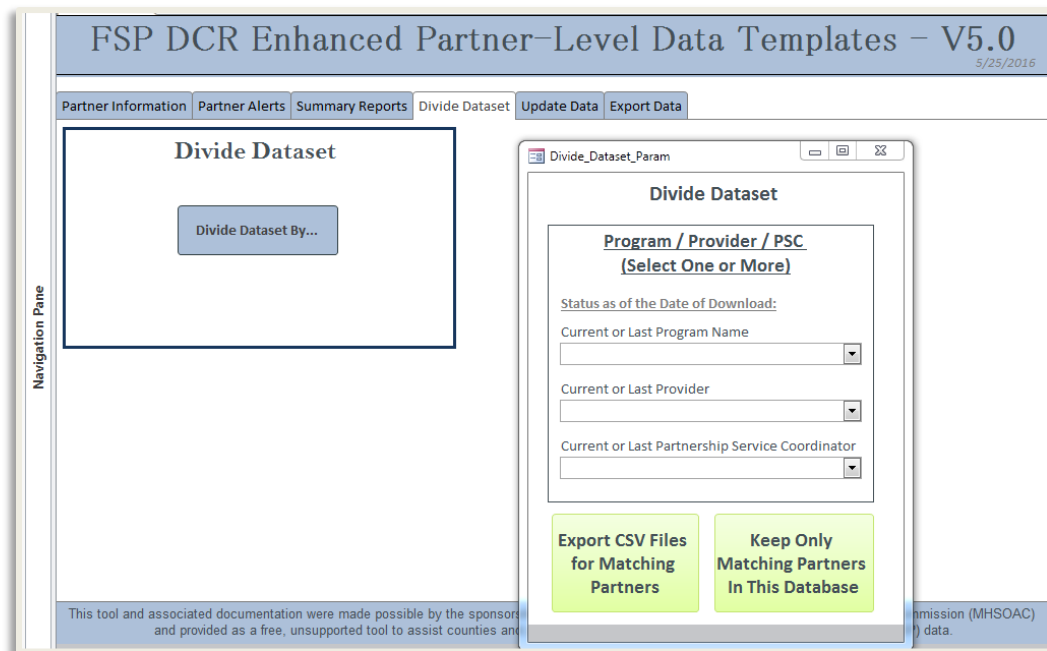 FSP DCR Enhanced Partner-Level Data Templates - V5.0
5/25/2016
Partner Information
Partner Alerts
Summary Reports
Divide Dataset
Update Data
Export Data
Navigation Pane
Divide Dataset
Divide Dataset By...
Divide_Dataset_Param
Divide Dataset
Program / Provider / PSC
(Select One or More)
Status as of the Date of Download:
Current or Last Program Name
Current or Last Provider
Current or Last Partnership Service Coordinator
Export CSV Files
for Matching
Partners
Keep Only
Matching Partners
In This Database
This tool and associated documentation were made possible by the (MHSOAC)
and provided as a free, unsupported tool to assist counties data.